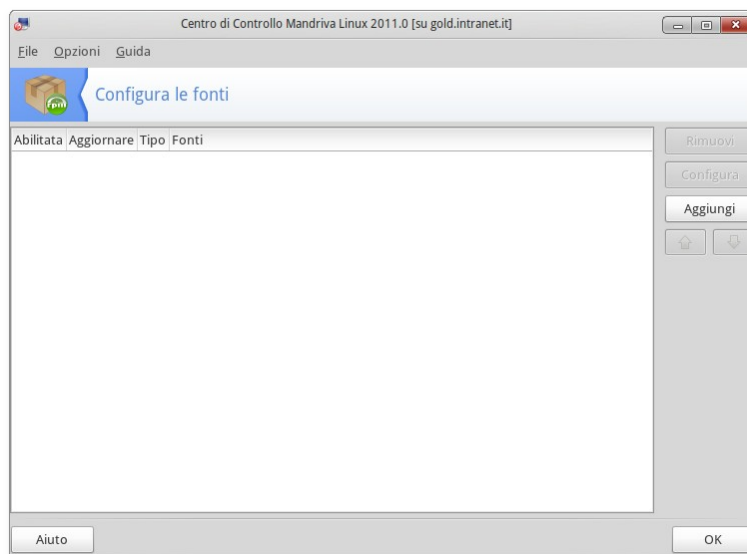 Centro di Controllo Mandriva Linux 2011.0 [su gold.intranet.it]
File Opzioni Guida
rpm
Configura le fonti
Abilitata Aggiornare Tipo Fonti
Rimuovi
Configura
Aggiungi
Aiuto
OK